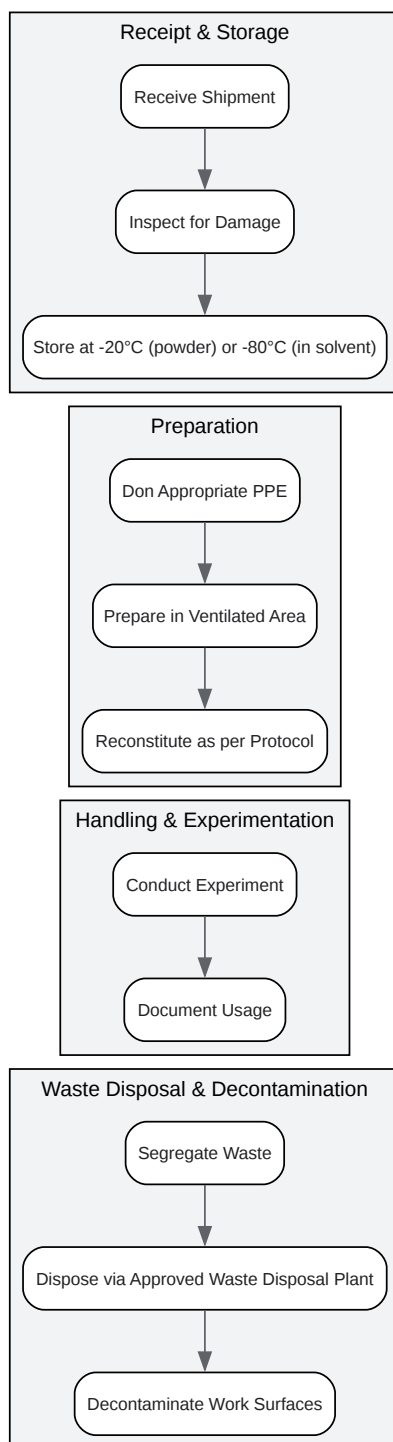 Receipt & Storage
Receive Shipment
Inspect for Damage
Store at -20°C (powder) or -80°C (in solvent)
Preparation
Don Appropriate PPE
Prepare in Ventilated Area
Reconstitute as per Protocol
Handling & Experimentation
Conduct Experiment
Document Usage
Waste Disposal & Decontamination
Segregate Waste
Dispose via Approved Waste Disposal Plant
Decontaminate Work Surfaces